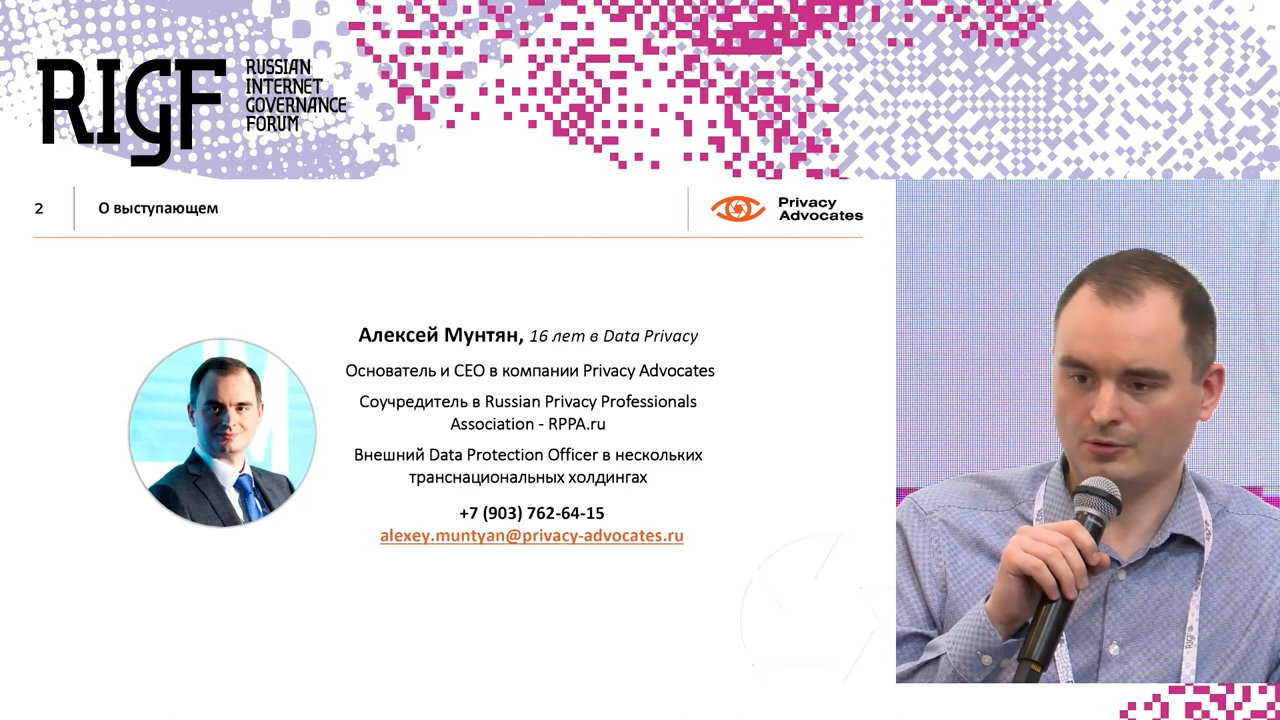 RIGF
RUSSIAN
INTERNET
GOVERNANCE
FORUM
2
О выступающем
Privacy
Advocates
Алексей Мунтян, 16 лет в Data Privacy
Основатель и CEO в компании Privacy Advocates
Соучредитель в Russian Privacy Professionals
Association - RPPA.ru
Внешний Data Protection Officer в нескольких
транснациональных холдингах
+7 (903) 762-64-15
alexey.muntyan@privacy-advocates.ru
RIGF